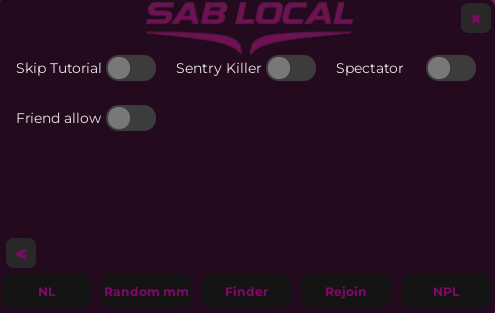 SAB LOCAL
Skip Tutorial
Sentry Killer
Spectator
Friend allow
<
NL
Random mm
Finder
Rejoin
NPL